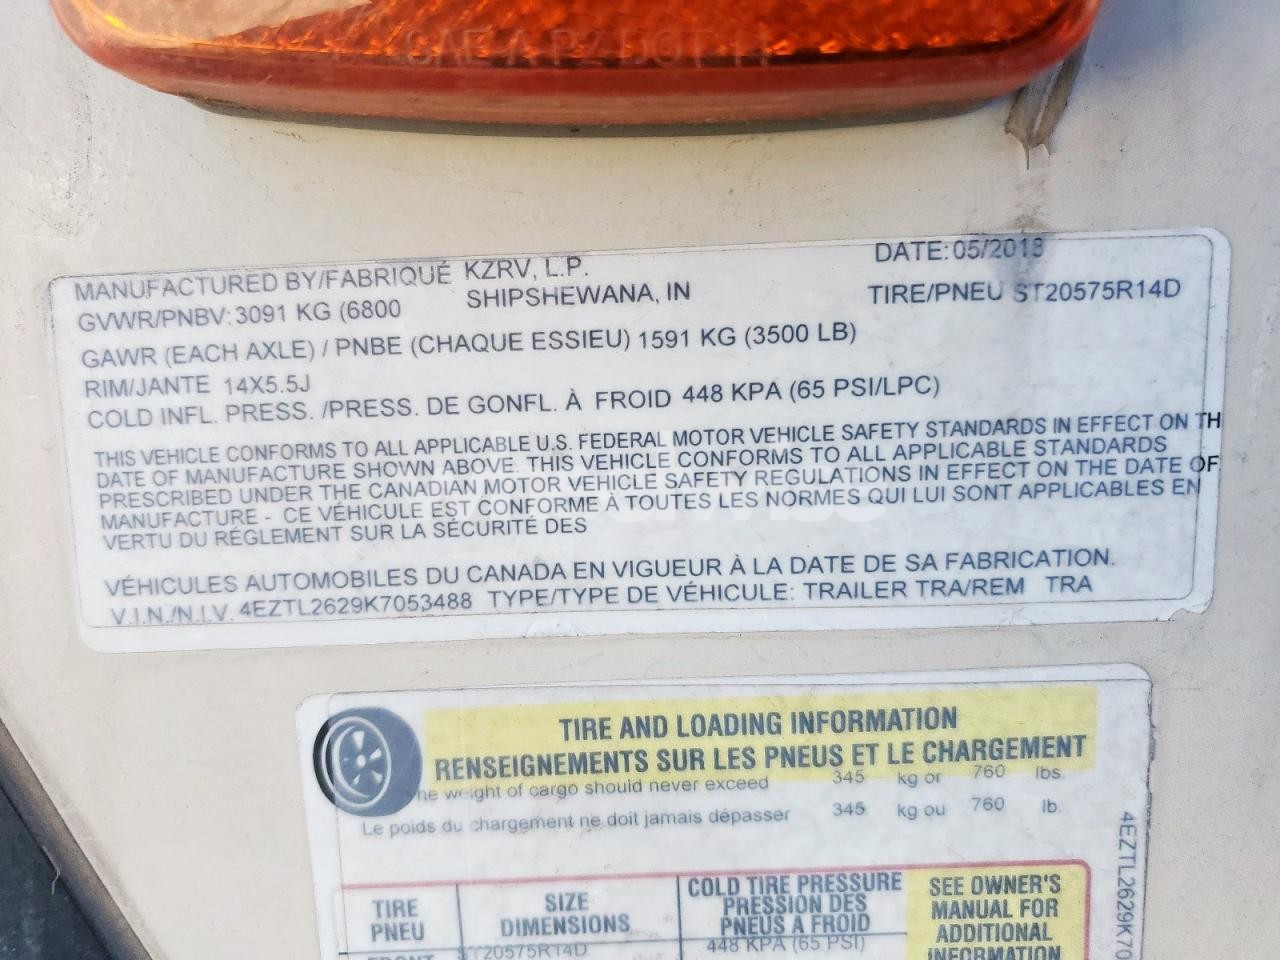 SAE-A-P2 DOT 11
MANUFACTURED BY/FABRIQUÉ KZRV, L.P. DATE: 05/2018
GVWR/PNBV: 3091 KG (6800 SHIPSHEWANA, IN TIRE/PNEU ST20575R14D
GAWR (EACH AXLE) / PNBE (CHAQUE ESSIEU) 1591 KG (3500 LB)
RIM/JANTE 14X5.5J
COLD INFL. PRESS. /PRESS. DE GONFL. À FROID 448 KPA (65 PSI/LPC)
THIS VEHICLE CONFORMS TO ALL APPLICABLE U.S. FEDERAL MOTOR VEHICLE SAFETY STANDARDS IN EFFECT ON TH
DATE OF MANUFACTURE SHOWN ABOVE. THIS VEHICLE CONFORMS TO ALL APPLICABLE STANDARDS
PRESCRIBED UNDER THE CANADIAN MOTOR VEHICLE SAFETY REGULATIONS IN EFFECT ON THE DATE OF
MANUFACTURE - CE VÉHICULE EST CONFORME À TOUTES LES NORMES QUI LUI SONT APPLICABLES EN
VERTU DU RÉGLEMENT SUR LA SÉCURITÉ DES
VÉHICULES AUTOMOBILES DU CANADA EN VIGUEUR À LA DATE DE SA FABRICATION.
V.I.N./N.I.V. 4EZTL2629K7053488 TYPE/TYPE DE VÉHICULE: TRAILER TRA/REM TRA
TIRE AND LOADING INFORMATION
RENSEIGNEMENTS SUR LES PNEUS ET LE CHARGEMENT
he weight of cargo should never exceed 345 kg or 760 lbs.
Le poids du chargement ne doit jamais dépasser 345 kg ou 760 lb.
4EZTL2629K70
TIRE
PNEU
SIZE
DIMENSIONS
COLD TIRE PRESSURE
PRESSION DES
PNEUS A FROID
SEE OWNER'S
MANUAL FOR
ADDITIONAL
INFORMATION
FRONT
ST20575R14D
448 KPA (65 PSI)